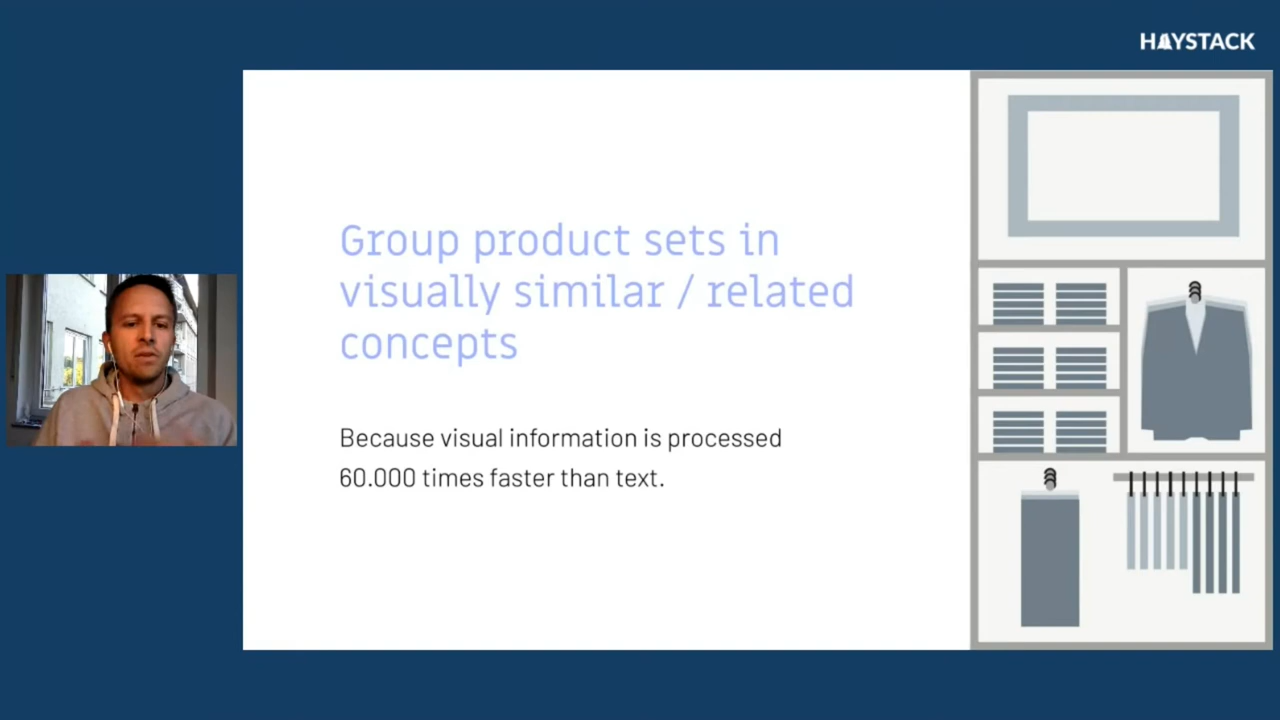 HAYSTACK
Group product sets in
visually similar / related
concepts
Because visual information is processed
60.000 times faster than text.